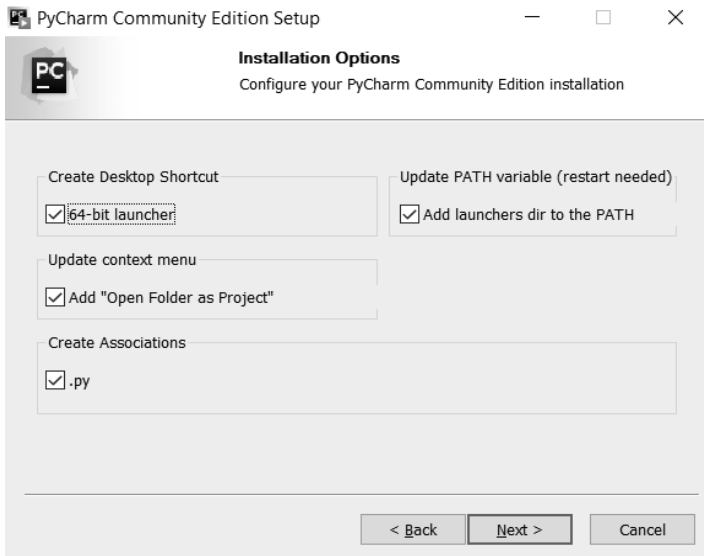 PyCharm Community Edition Setup
PC
Installation Options
Configure your PyCharm Community Edition installation
Create Desktop Shortcut
64-bit launcher
Update PATH variable (restart needed)
Add launchers dir to the PATH
Update context menu
Add "Open Folder as Project"
Create Associations
.py
< Back
Next >
Cancel